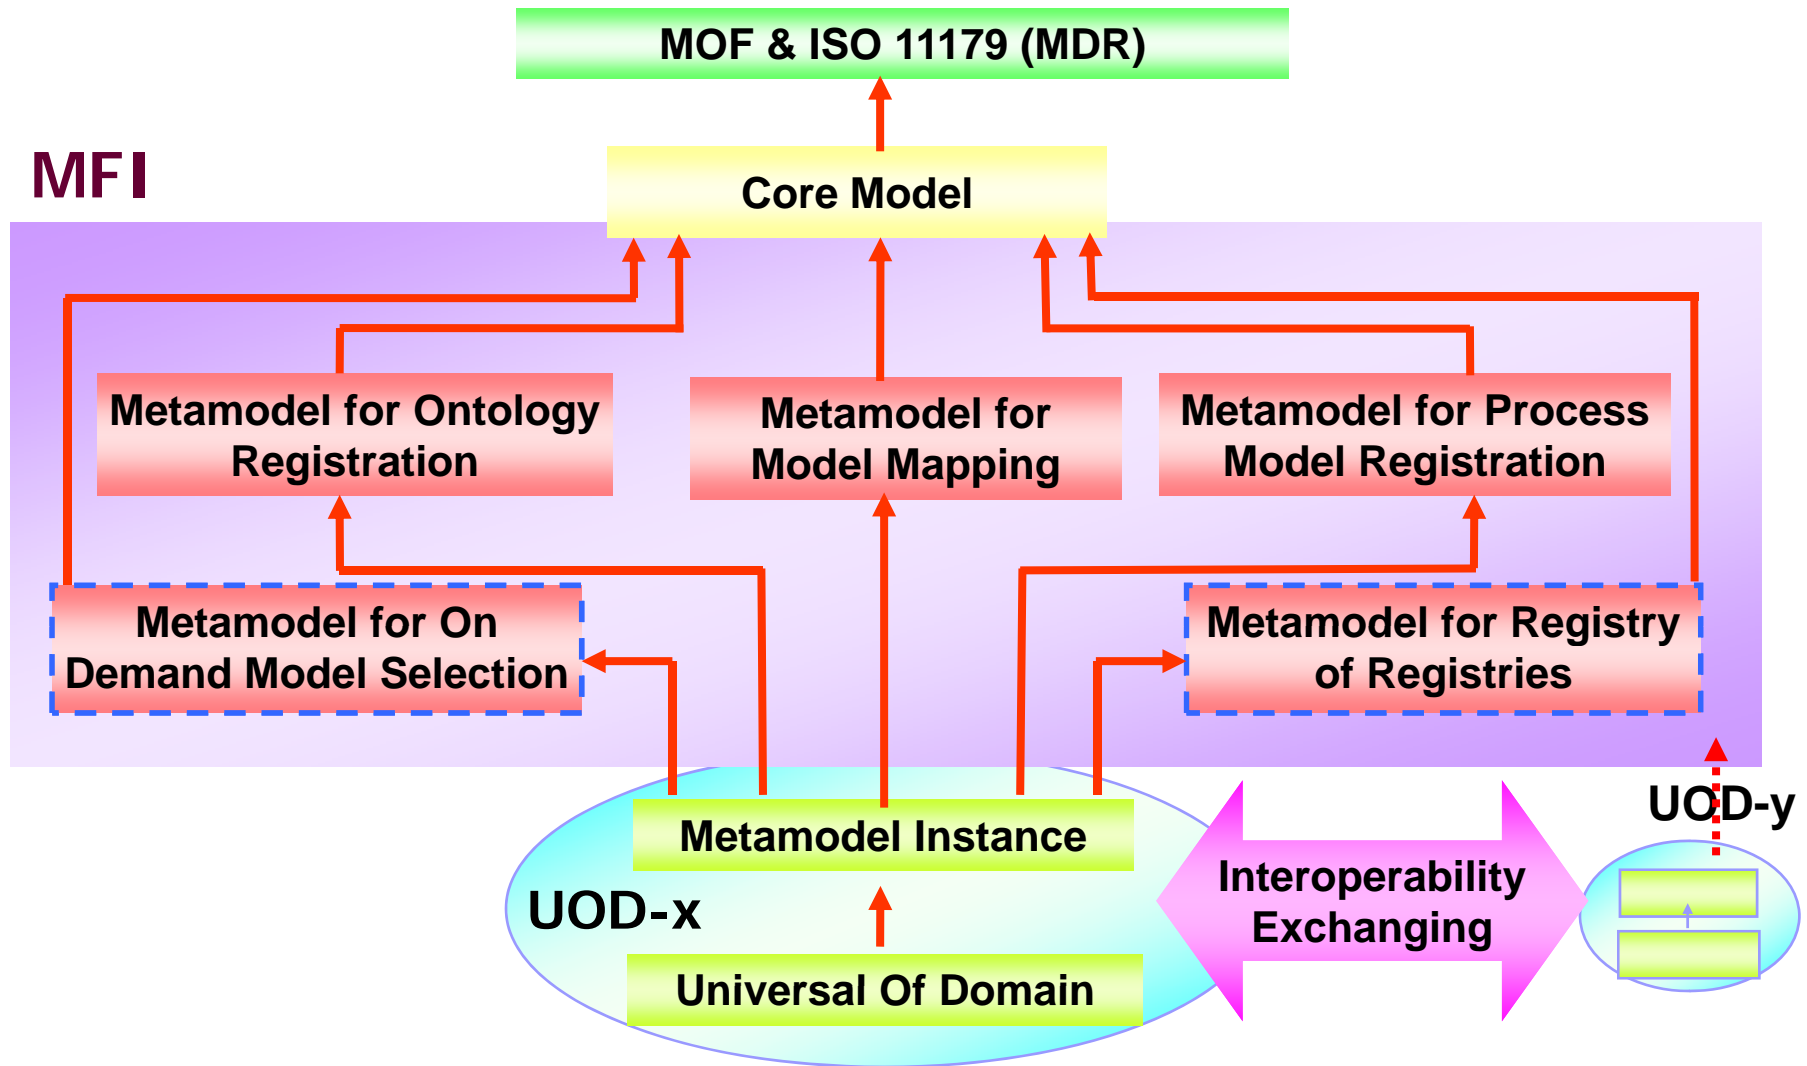 MOF & ISO 11179 (MDR)
MFI
Core Model
Metamodel for Ontology
Registration
Metamodel for
Model Mapping
Metamodel for Process
Model Registration
Metamodel for On
Demand Model Selection
Metamodel for Registry
of Registries
UOD-y
Metamodel Instance
Interoperability
Exchanging
UOD-x
Universal Of Domain